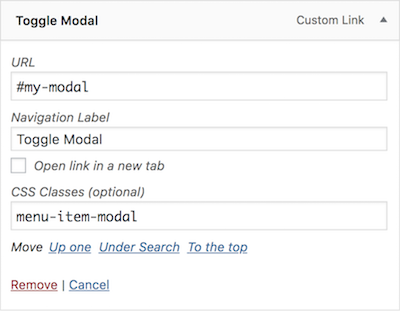 Toggle Modal Custom Link
URL
#my-modal
Navigation Label
Toggle Modal
Open link in a new tab
CSS Classes (optional)
menu-item-modal
Move Up one Under Search To the top
Remove | Cancel